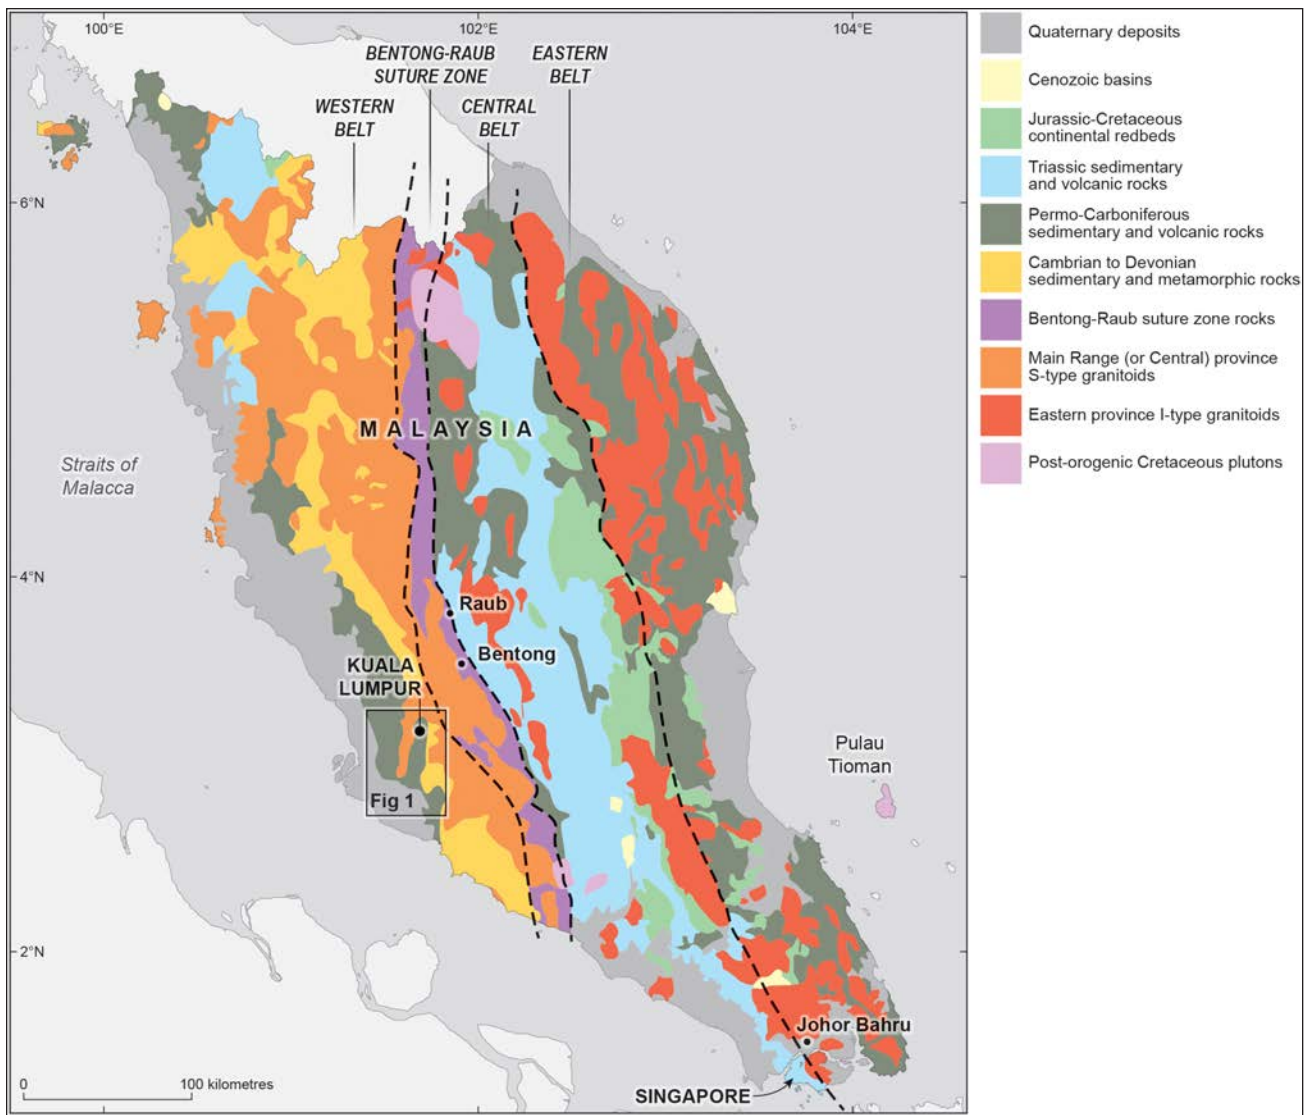 100°E
102°E
104°E
BENTONG-RAUB
SUTURE ZONE
EASTERN
BELT
WESTERN
BELT
CENTRAL
BELT
6°N
MALAYSIA
Straits of
Malacca
4°N
Raub
Bentong
KUALA
LUMPUR
Fig 1
Pulau
Tioman
2°N
Johor Bahru
SINGAPORE
0
100 kilometres
Quaternary deposits
Cenozoic basins
Jurassic-Cretaceous
continental redbeds
Triassic sedimentary
and volcanic rocks
Permo-Carboniferous
sedimentary and volcanic rocks
Cambrian to Devonian
sedimentary and metamorphic rocks
Bentong-Raub suture zone rocks
Main Range (or Central) province
S-type granitoids
Eastern province I-type granitoids
Post-orogenic Cretaceous plutons